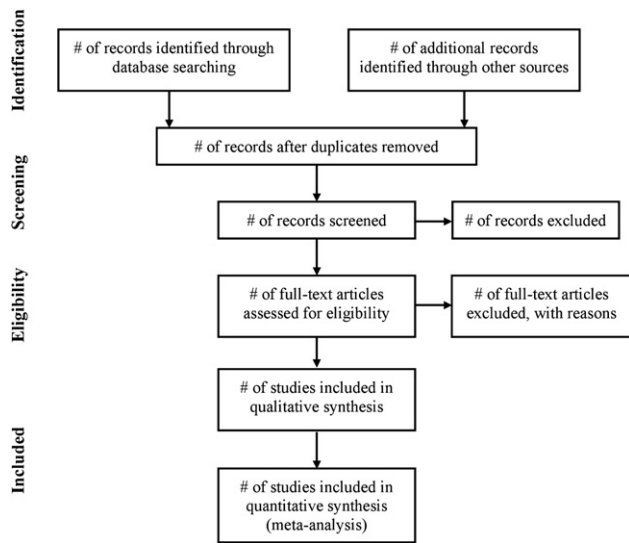 Identification
# of records identified through
database searching
# of additional records
identified through other sources
# of records after duplicates removed
Screening
# of records screened
# of records excluded
Eligibility
# of full-text articles
assessed for eligibility
# of full-text articles
excluded, with reasons
Included
# of studies included in
qualitative synthesis
# of studies included in
quantitative synthesis
(meta-analysis)